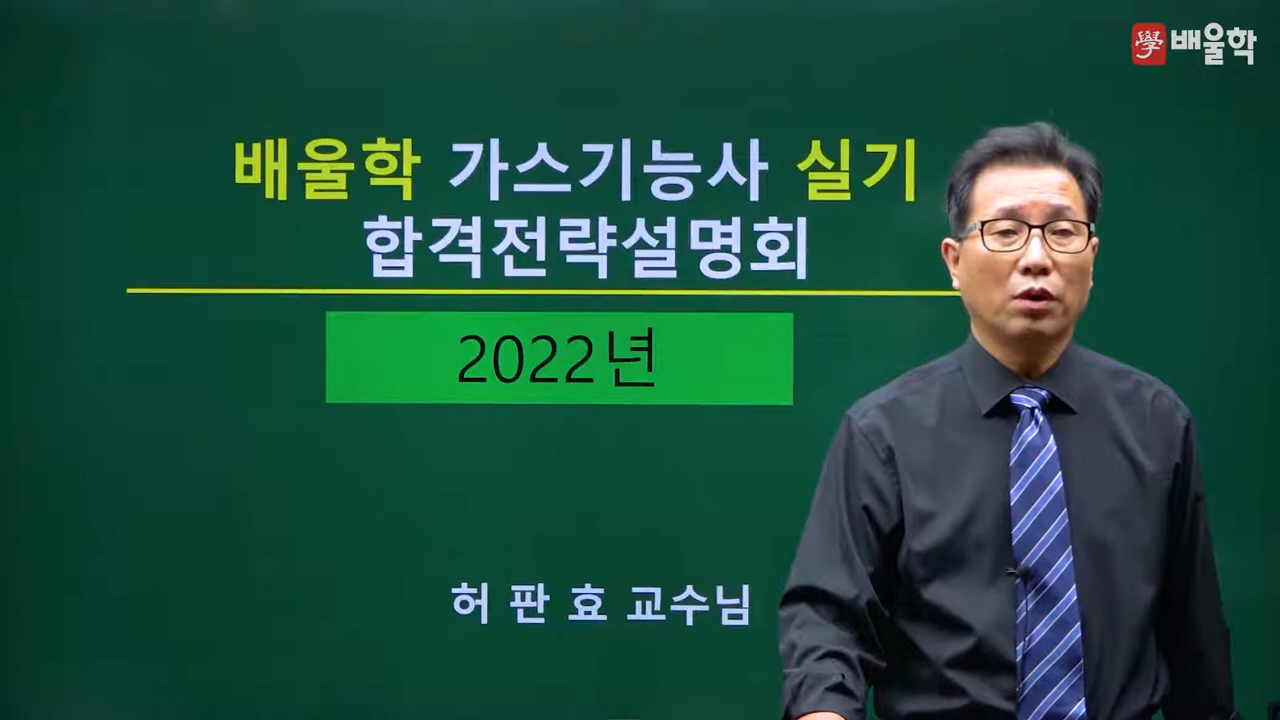 學 배울학
배울학 가스기능사 실기
합격전략설명회
2022년
허 판 효 교수님